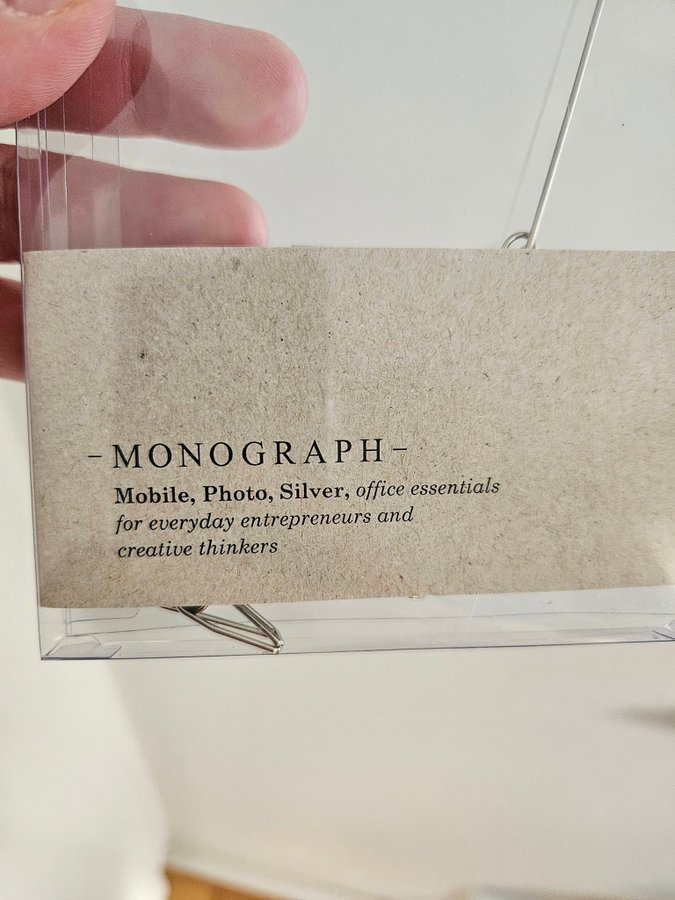 – MONOGRAPH –
Mobile, Photo, Silver, office essentials
for everyday entrepreneurs and
creative thinkers